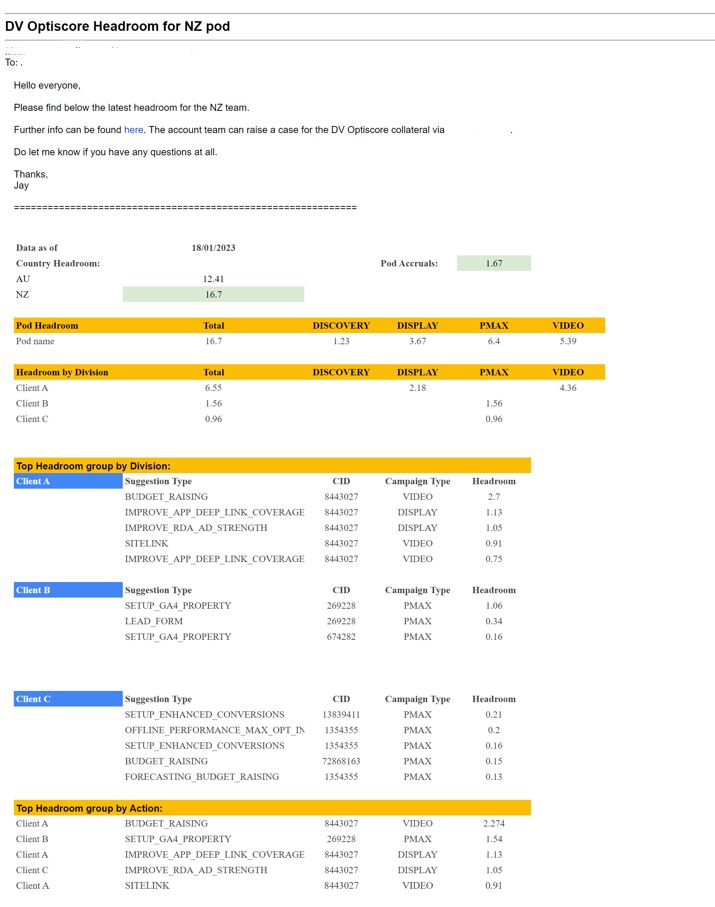 DV Optiscore Headroom for NZ pod
To: .
Hello everyone,
Please find below the latest headroom for the NZ team.
Further info can be found here. The account team can raise a case for the DV Optiscore collateral via .
Do let me know if you have any questions at all.
Thanks,
Jay
=============================================================
Data as of 18/01/2023
Country Headroom: Pod Accruals: 1.67
AU 12.41
NZ 16.7
Pod Headroom Total DISCOVERY DISPLAY PMAX VIDEO
Pod name 16.7 1.23 3.67 6.4 5.39
Headroom by Division Total DISCOVERY DISPLAY PMAX VIDEO
Client A 6.55 2.18 4.36
Client B 1.56 1.56
Client C 0.96 0.96
Top Headroom group by Division:
Client A Suggestion Type CID Campaign Type Headroom
BUDGET_RAISING 8443027 VIDEO 2.7
IMPROVE_APP_DEEP_LINK_COVERAGE 8443027 DISPLAY 1.13
IMPROVE_RDA_AD_STRENGTH 8443027 DISPLAY 1.05
SITELINK 8443027 VIDEO 0.91
IMPROVE_APP_DEEP_LINK_COVERAGE 8443027 VIDEO 0.75
Client B Suggestion Type CID Campaign Type Headroom
SETUP_GA4_PROPERTY 269228 PMAX 1.06
LEAD_FORM 269228 PMAX 0.34
SETUP_GA4_PROPERTY 674282 PMAX 0.16
Client C Suggestion Type CID Campaign Type Headroom
SETUP_ENHANCED_CONVERSIONS 13839411 PMAX 0.21
OFFLINE_PERFORMANCE_MAX_OPT_IN 1354355 PMAX 0.2
SETUP_ENHANCED_CONVERSIONS 1354355 PMAX 0.16
BUDGET_RAISING 72868163 PMAX 0.15
FORECASTING_BUDGET_RAISING 1354355 PMAX 0.13
Top Headroom group by Action:
Client A BUDGET_RAISING 8443027 VIDEO 2.274
Client B SETUP_GA4_PROPERTY 269228 PMAX 1.54
Client A IMPROVE_APP_DEEP_LINK_COVERAGE 8443027 DISPLAY 1.13
Client C IMPROVE_RDA_AD_STRENGTH 8443027 DISPLAY 1.05
Client A SITELINK 8443027 VIDEO 0.91